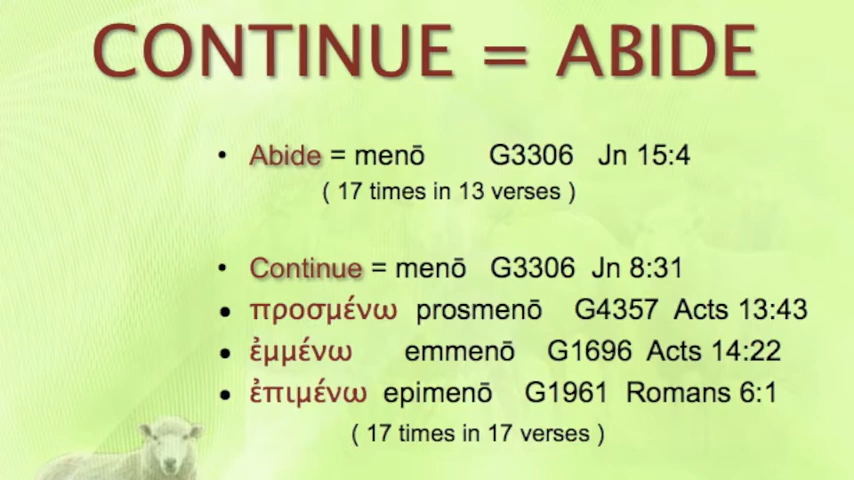 CONTINUE = ABIDE
• Abide = menō G3306 Jn 15:4
( 17 times in 13 verses )
• Continue = menō G3306 Jn 8:31
• προσμένω prosmenō G4357 Acts 13:43
• ἐμμένω emmenō G1696 Acts 14:22
• ἐπιμένω epimenō G1961 Romans 6:1
( 17 times in 17 verses )